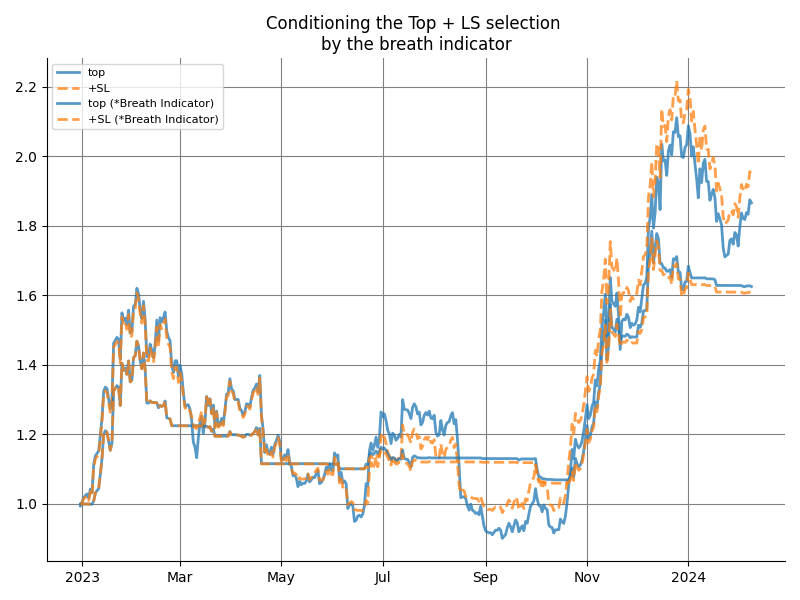 Conditioning the Top + LS selection
by the breath indicator
top
+SL
top (*Breath Indicator)
+SL (*Breath Indicator)
2.2
2.0
1.8
1.6
1.4
1.2
1.0
2023 Mar May Jul Sep Nov 2024